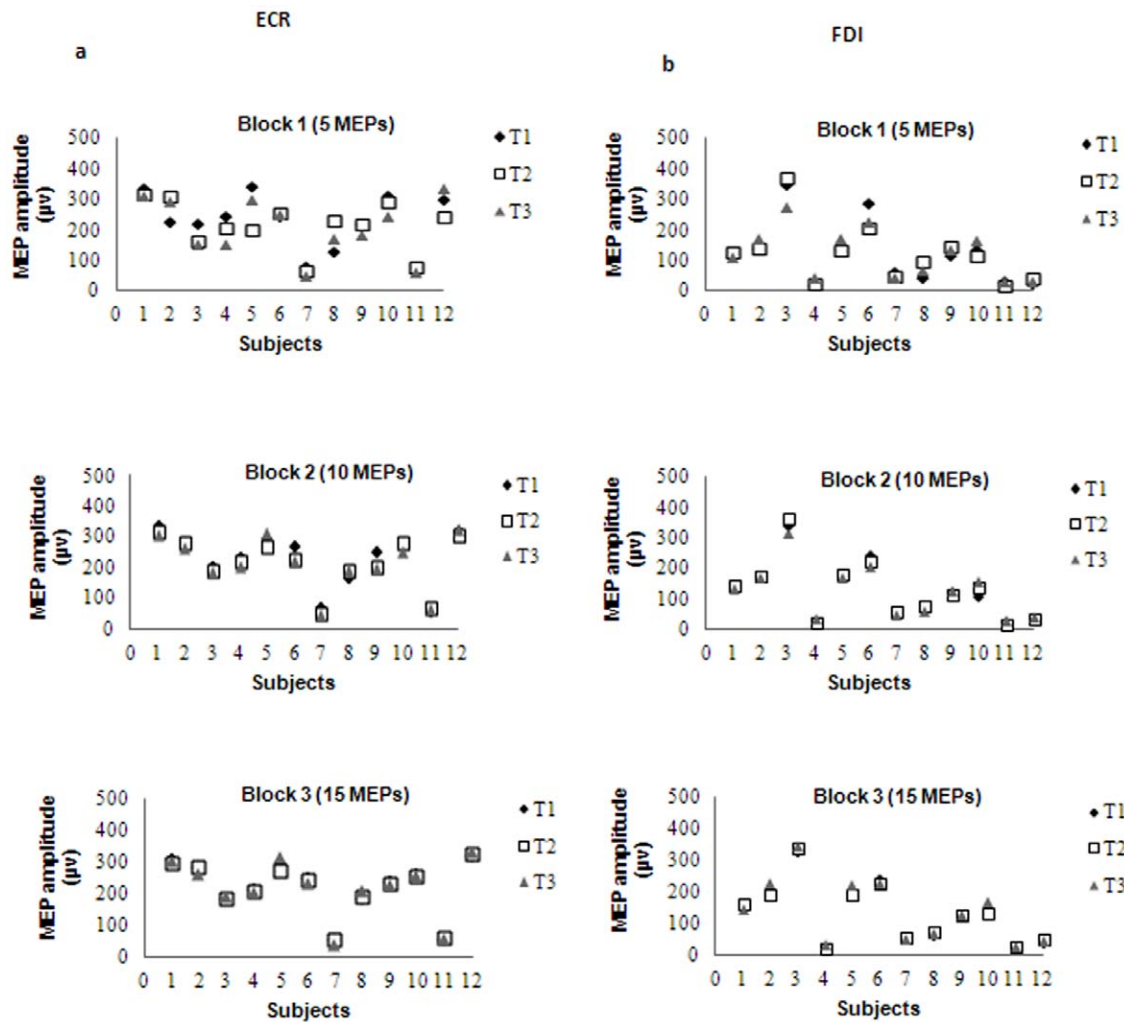 ECR
FDI
a
b
Block 1 (5 MEPs)
MEP amplitude
(µv)
500
400
300
200
100
0
0 1 2 3 4 5 6 7 8 9 10 11 12
Subjects
T1
T2
T3
Block 1 (5 MEPs)
MEP amplitude
(µv)
500
400
300
200
100
0
0 1 2 3 4 5 6 7 8 9 10 11 12
Subjects
T1
T2
T3
Block 2 (10 MEPs)
MEP amplitude
(µv)
500
400
300
200
100
0
0 1 2 3 4 5 6 7 8 9 10 11 12
Subjects
T1
T2
T3
Block 2 (10 MEPs)
MEP amplitude
(µv)
500
400
300
200
100
0
0 1 2 3 4 5 6 7 8 9 10 11 12
Subjects
T1
T2
T3
Block 3 (15 MEPs)
MEP amplitude
(µv)
500
400
300
200
100
0
0 1 2 3 4 5 6 7 8 9 10 11 12
Subjects
T1
T2
T3
Block 3 (15 MEPs)
MEP amplitude
(µv)
500
400
300
200
100
0
0 1 2 3 4 5 6 7 8 9 10 11 12
Subjects
T1
T2
T3